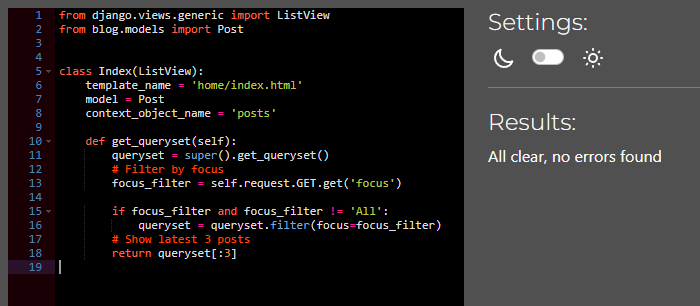 1 from django.views.generic import ListView
2 from blog.models import Post
3
4
5 class Index(ListView):
6     template_name = 'home/index.html'
7     model = Post
8     context_object_name = 'posts'
9
10     def get_queryset(self):
11         queryset = super().get_queryset()
12         # Filter by focus
13         focus_filter = self.request.GET.get('focus')
14
15         if focus_filter and focus_filter != 'All':
16             queryset = queryset.filter(focus=focus_filter)
17         # Show latest 3 posts
18         return queryset[:3]
19
Settings:
Results:
All clear, no errors found